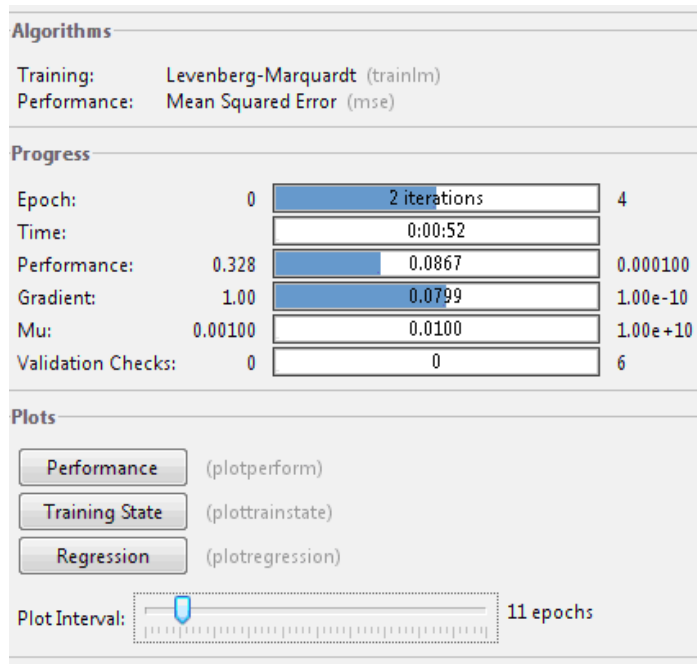 Algorithms
Training: Levenberg-Marquardt (trainlm)
Performance: Mean Squared Error (mse)
Progress
Epoch: 0 2 iterations 4
Time: 0:00:52
Performance: 0.328 0.0867 0.000100
Gradient: 1.00 0.0799 1.00e-10
Mu: 0.00100 0.0100 1.00e+10
Validation Checks: 0 0 6
Plots
Performance (plotperform)
Training State (plottrainstate)
Regression (plotregression)
Plot Interval: 11 epochs